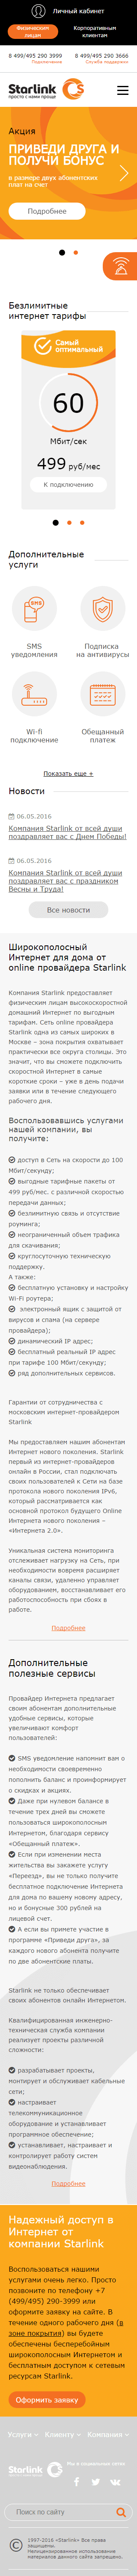 Личный кабинет
Физическим
лицам
Корпоративным
клиентам
8 499/495 290 3999
Подключение
8 499/495 290 3666
Служба поддержки
Starlink
просто с нами проще
Акция
ПРИВЕДИ ДРУГА И
ПОЛУЧИ БОНУС
в размере двух абонентских
плат на счет
Подробнее
Безлимитные
интернет тарифы
Самый
оптимальный
60
Мбит/сек
499 руб/мес
К подключению
Дополнительные
услуги
SMS
уведомления
Подписка
на антивирусы
Wi-fi
подключение
Обещанный
платеж
Показать еще +
Новости
06.05.2016
Компания Starlink от всей души
поздравляет вас с Днем Победы!
06.05.2016
Компания Starlink от всей души
поздравляет вас с праздником
Весны и Труда!
Все новости
Широкополосный
Интернет для дома от
online провайдера Starlink
Компания Starlink предоставляет
физическим лицам высокоскоростной
домашний Интернет по выгодным
тарифам. Сеть online провайдера
Starlink одна из самых широких в
Москве – зона покрытия охватывает
практически все округа столицы. Это
значит, что вы сможете подключить
скоростной Интернет в самые
короткие сроки – уже в день подачи
заявки или в течение следующего
рабочего дня.
Воспользовавшись услугами
нашей компании, вы
получите:
доступ в Сеть на скорости до 100
Мбит/секунду;
выгодные тарифные пакеты от
499 руб/мес. с различной скоростью
передачи данных;
безлимитную связь и отсутствие
роуминга;
неограниченный объем трафика
для скачивания;
круглосуточную техническую
поддержку.
А также:
бесплатную установку и настройку
Wi-Fi роутера;
электронный ящик с защитой от
вирусов и спама (на сервере
провайдера);
динамический IP адрес;
бесплатный реальный IP адрес
при тарифе 100 Мбит/секунду;
ряд дополнительных сервисов.
Гарантии от сотрудничества с
московским интернет-провайдером
Starlink
Мы предоставляем нашим абонентам
Интернет нового поколения. Starlink
первый из интернет-провайдеров
онлайн в России, стал подключать
своих пользователей к Сети на базе
протокола нового поколения IPv6,
который рассматривается как
основной протокол будущего Online
Интернета нового поколения –
«Интернета 2.0».
Уникальная система мониторинга
отслеживает нагрузку на Сеть, при
необходимости вовремя расширяет
каналы связи, удаленно управляет
оборудованием, восстанавливает его
работоспособность при сбоях в
работе.
Подробнее
Дополнительные
полезные сервисы
Провайдер Интернета предлагает
своим абонентам дополнительные
удобные сервисы, которые
увеличивают комфорт
пользователей:
SMS уведомление напомнит вам о
необходимости своевременно
пополнить баланс и проинформирует
о скидках и акциях.
Даже при нулевом балансе в
течение трех дней вы сможете
пользоваться широкополосным
Интернетом, благодаря сервису
«Обещанный платеж».
Если при изменении места
жительства вы закажете услугу
«Переезд», вы не только получите
бесплатное подключение Интернета
для дома по вашему новому адресу,
но и бонусные 300 рублей на
лицевой счет.
А если вы примете участие в
программе «Приведи друга», за
каждого нового абонента получите
по две абонентские платы.
Starlink не только обеспечивает
своих абонентов онлайн Интернетом.
Квалифицированная инженерно-
техническая служба компании
реализует проекты различной
сложности:
разрабатывает проекты,
монтирует и обслуживает кабельные
сети;
настраивает
телекоммуникационное
оборудование и устанавливает
программное обеспечение;
устанавливает, настраивает и
контролирует работу систем
видеонаблюдения.
Подробнее
Надежный доступ в
Интернет от
компании Starlink
Воспользоваться нашими
услугами очень легко. Просто
позвоните по телефону +7
(499/495) 290-3999 или
оформите заявку на сайте. В
течение одного рабочего дня (в
зоне покрытия) вы будете
обеспечены бесперебойным
широкополосным Интернетом и
бесплатным доступом к сетевым
ресурсам Starlink.
Оформить заявку
Услуги
Клиенту
Компания
Starlink
Мы в социальных сетях
Поиск по сайту
1997-2016 «Starlink» Все права
защищены.
Нелицензированное использование
материалов данного сайта запрещено.